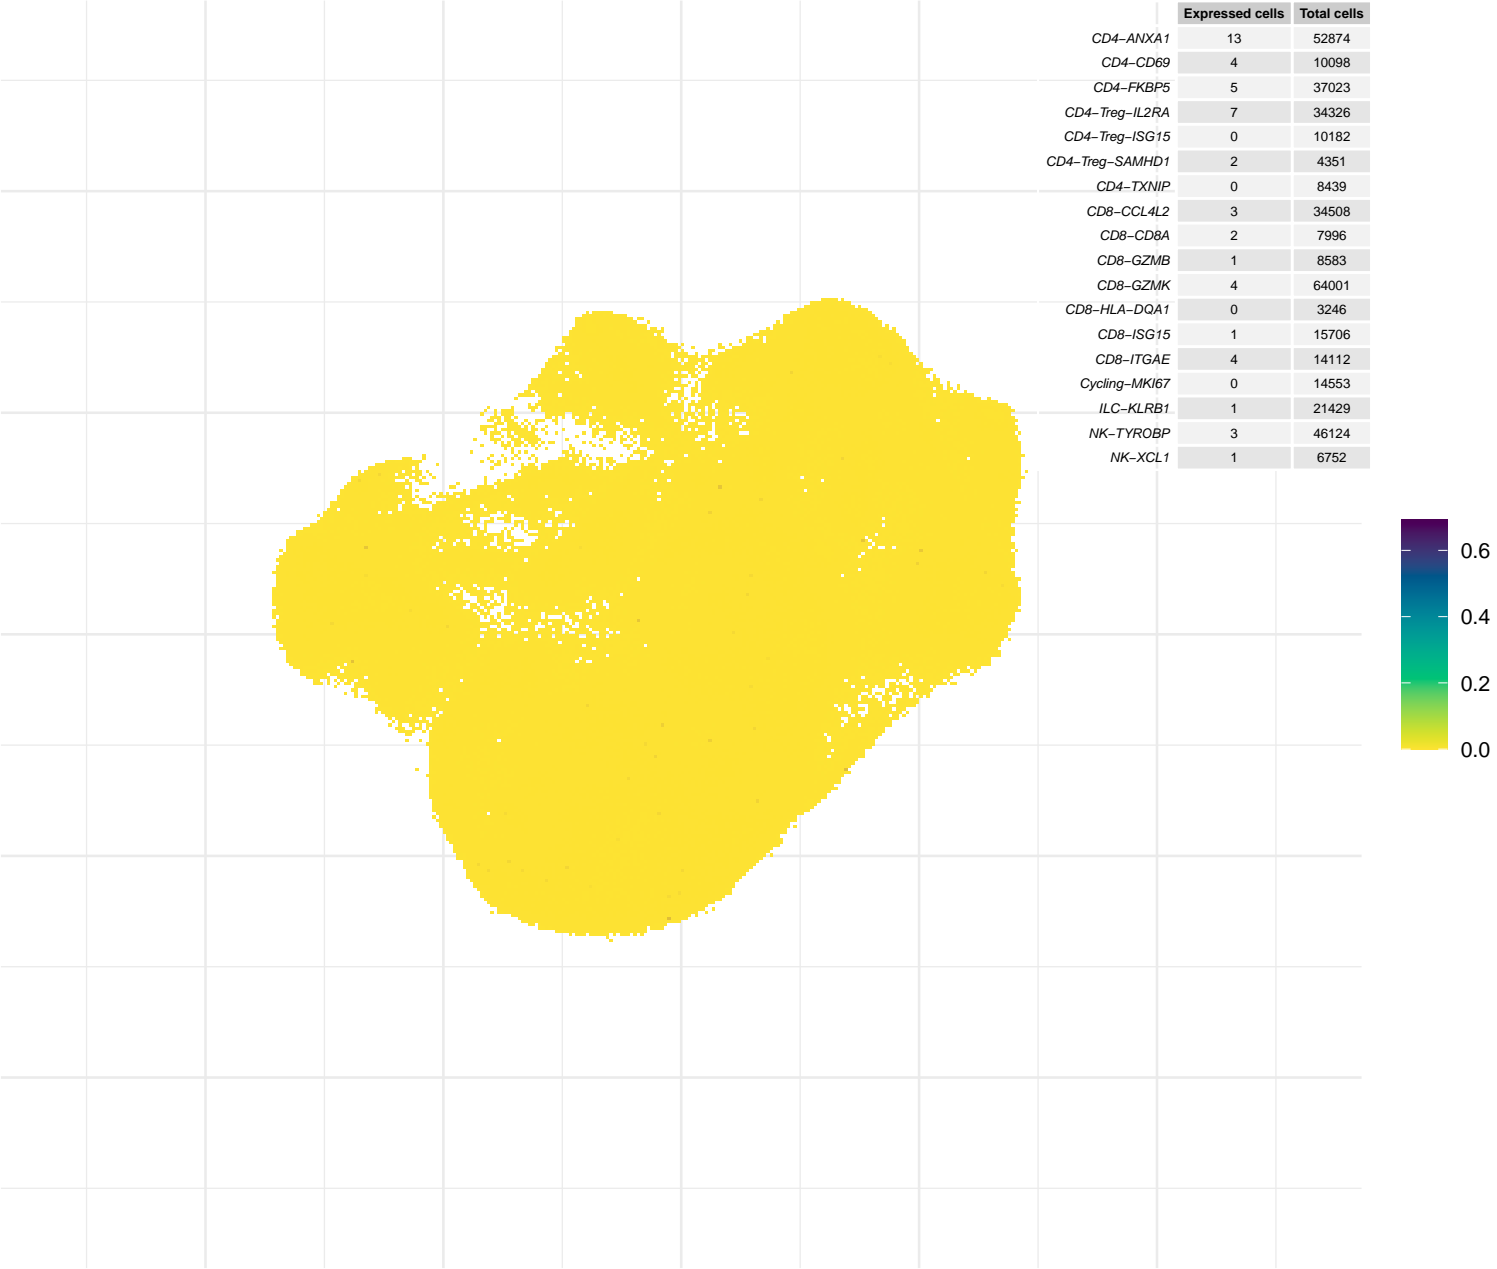 Expressed cells Total cells
CD4−ANXA1 13 52874
CD4−CD69 4 10098
CD4−FKBP5 5 37023
CD4−Treg−IL2RA 7 34326
CD4−Treg−ISG15 0 10182
CD4−Treg−SAMHD1 2 4351
CD4−TXNIP 0 8439
CD8−CCL4L2 3 34508
CD8−CD8A 2 7996
CD8−GZMB 1 8583
CD8−GZMK 4 64001
CD8−HLA−DQA1 0 3246
CD8−ISG15 1 15706
CD8−ITGAE 4 14112
Cycling−MKI67 0 14553
ILC−KLRB1 1 21429
NK−TYROBP 3 46124
NK−XCL1 1 6752
0.6
0.4
0.2
0.0